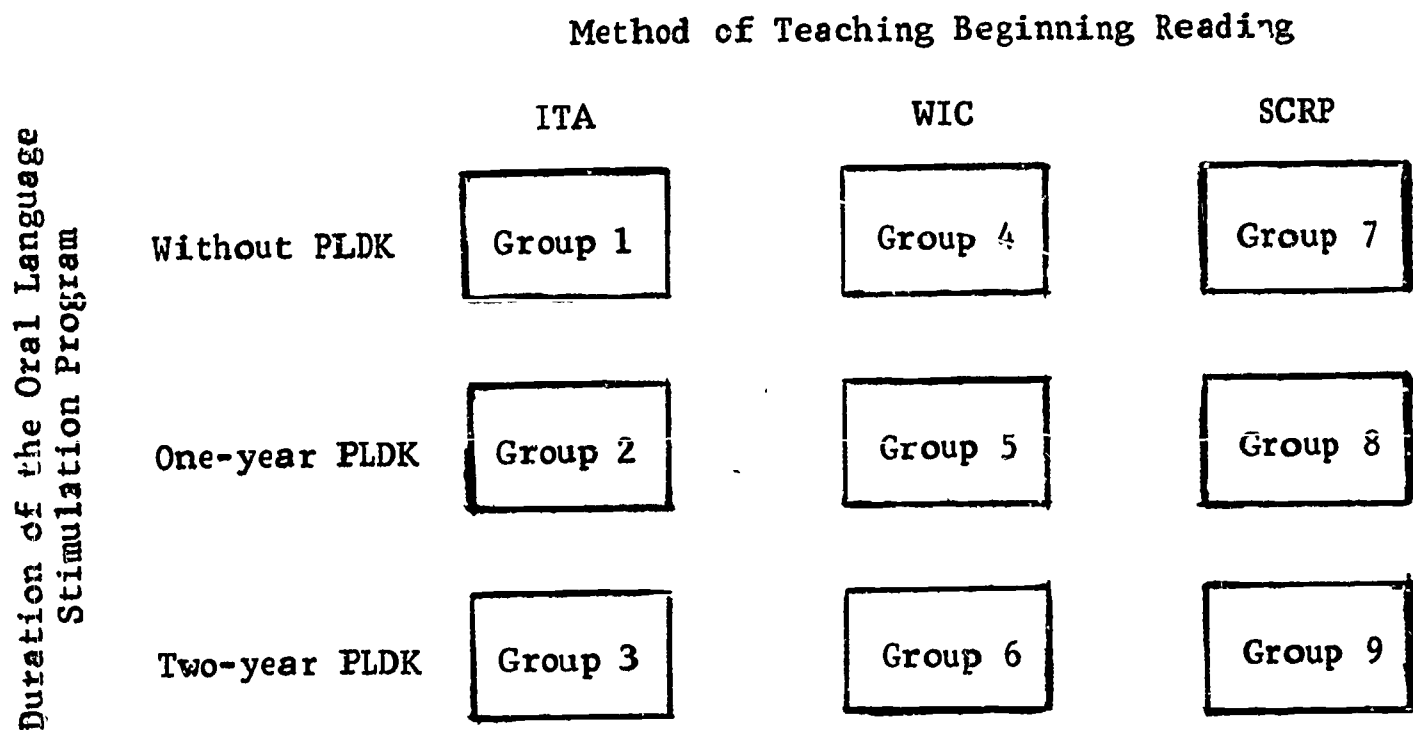 Method of Teaching Beginning Reading
ITA WIC SCRP
Duration of the Oral Language
Stimulation Program
Without PLDK Group 1 Group 4 Group 7
One-year PLDK Group 2 Group 5 Group 8
Two-year PLDK Group 3 Group 6 Group 9